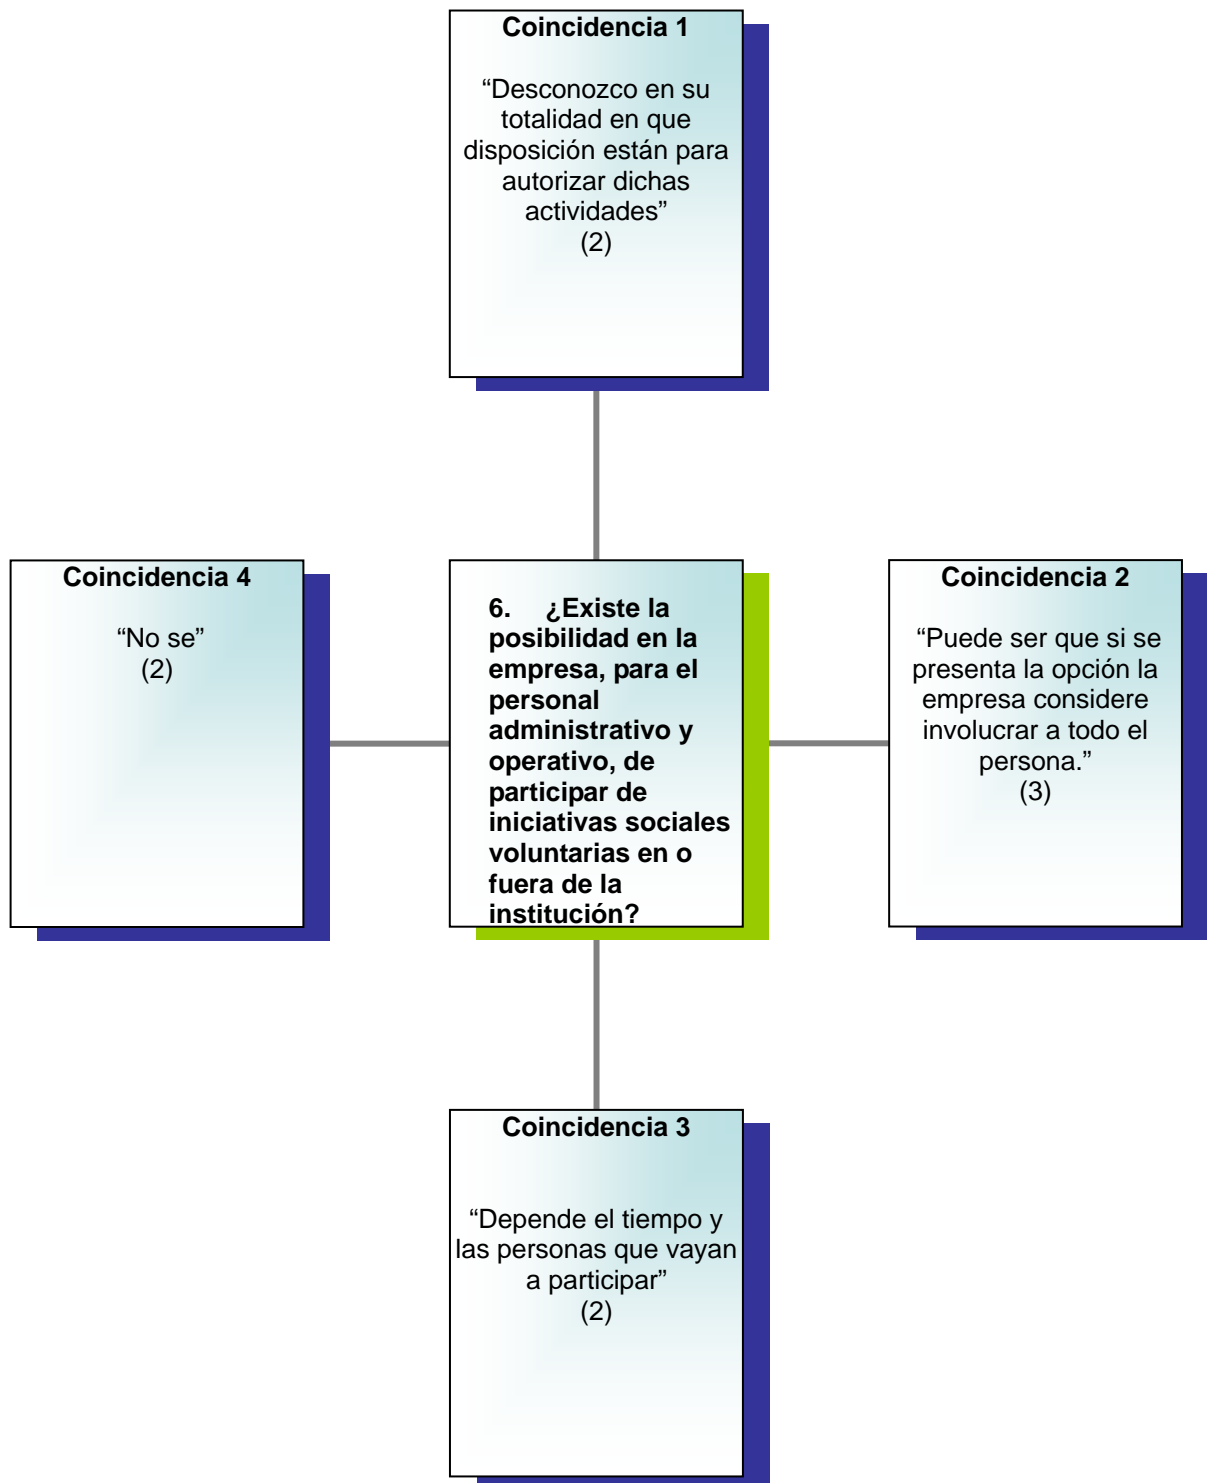 Coincidencia 1
“Desconozco en su
totalidad en que
disposición están para
autorizar dichas
actividades”
(2)
Coincidencia 4
“No se”
(2)
6. ¿Existe la
posibilidad en la
empresa, para el
personal
administrativo y
operativo, de
participar de
iniciativas sociales
voluntarias en o
fuera de la
institución?
Coincidencia 2
“Puede ser que si se
presenta la opción la
empresa considere
involucrar a todo el
persona.”
(3)
Coincidencia 3
“Depende el tiempo y
las personas que vayan
a participar”
(2)